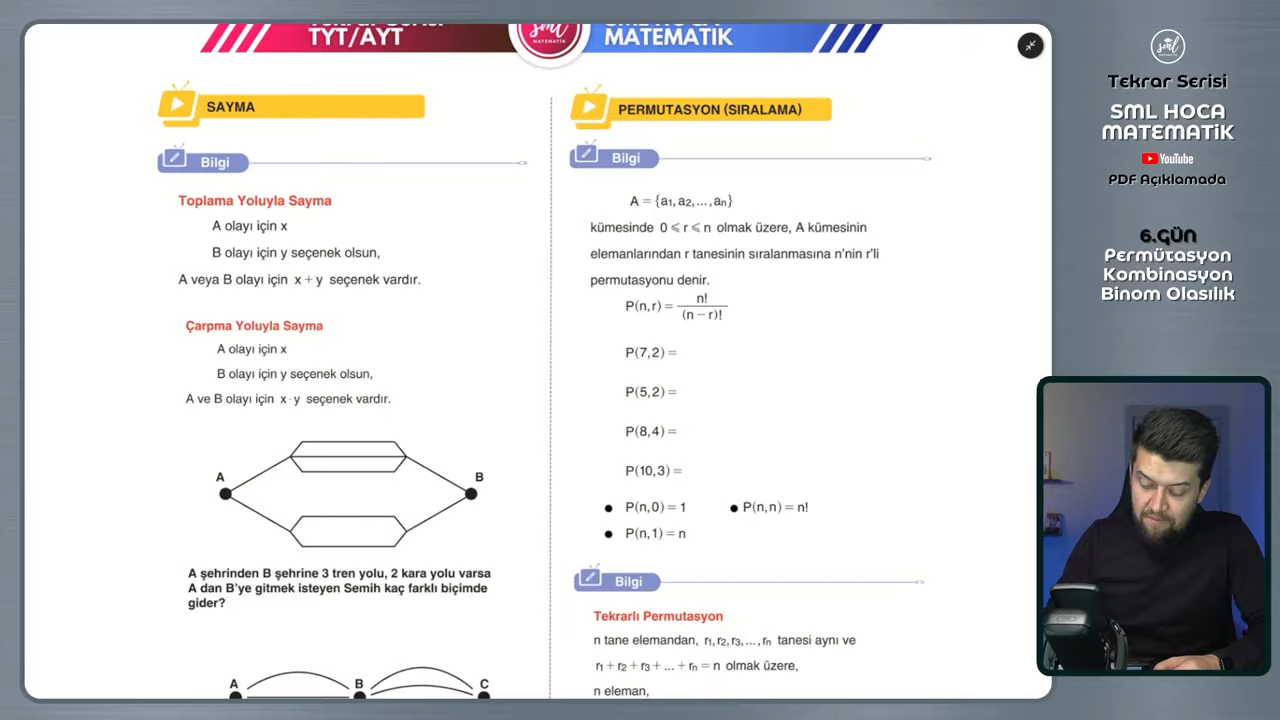 TYT/AYT
sml
MATEMATİK
MATEMATİK
SAYMA
Bilgi
Toplama Yoluyla Sayma
A olayı için x
B olayı için y seçenek olsun,
A veya B olayı için x + y seçenek vardır.
Çarpma Yoluyla Sayma
A olayı için x
B olayı için y seçenek olsun,
A ve B olayı için x · y seçenek vardır.
A
B
A şehrinden B şehrine 3 tren yolu, 2 kara yolu varsa
A dan B'ye gitmek isteyen Semih kaç farklı biçimde
gider?
A B C
PERMUTASYON (SIRALAMA)
Bilgi
A = {a₁, a₂, ..., aₙ}
kümesinde 0 ⩽ r ⩽ n olmak üzere, A kümesinin
elemanlarından r tanesinin sıralanmasına n'nin r'li
permutasyonu denir.
P(n, r) = n! / (n − r)!
P(7, 2) =
P(5, 2) =
P(8, 4) =
P(10, 3) =
● P(n, 0) = 1 ● P(n, n) = n!
● P(n, 1) = n
Bilgi
Tekrarlı Permutasyon
n tane elemandan, r₁, r₂, r₃, ..., rₙ tanesi aynı ve
r₁ + r₂ + r₃ + ... + rₙ = n olmak üzere,
n eleman,
sml
Tekrar Serisi
SML HOCA
MATEMATİK
YouTube
PDF Açıklamada
6.GÜN
Permütasyon
Kombinasyon
Binom Olasılık